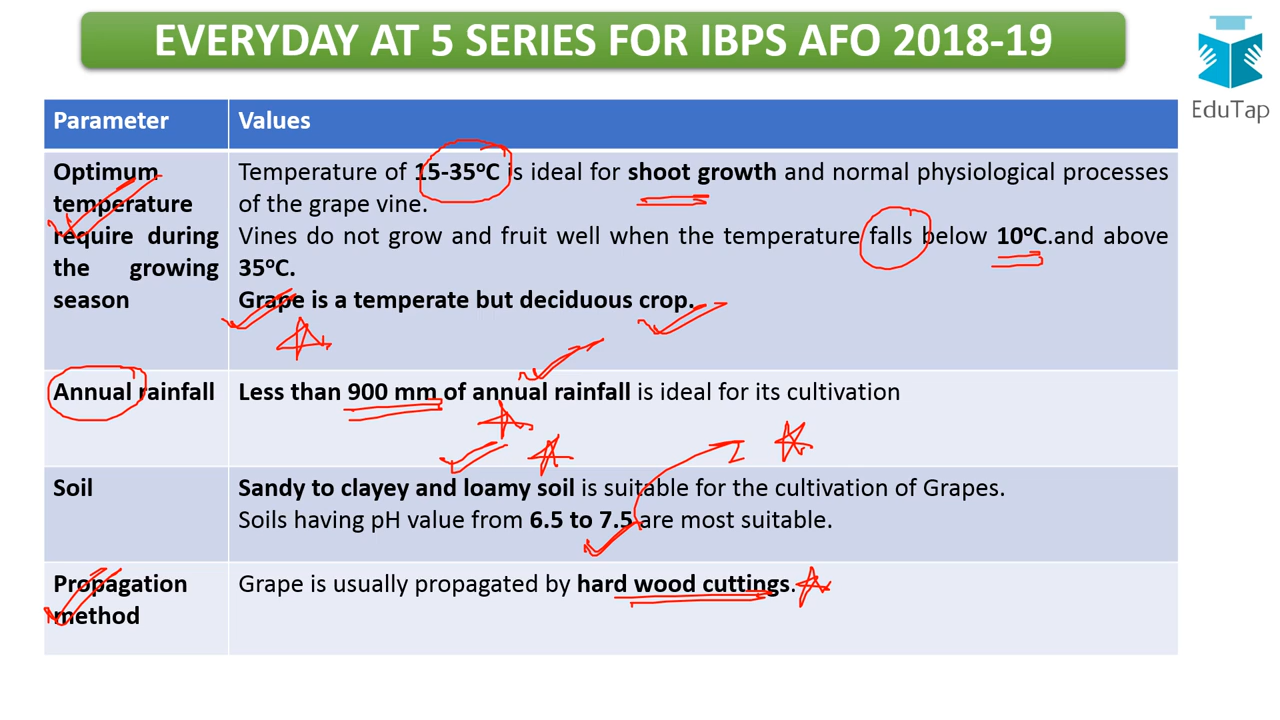 EVERYDAY AT 5 SERIES FOR IBPS AFO 2018-19
EduTap
Parameter
Values
Optimum
temperature
require during
the growing
season
Temperature of 15-35ºC is ideal for shoot growth and normal physiological processes
of the grape vine.
Vines do not grow and fruit well when the temperature falls below 10ºC.and above
35ºC.
Grape is a temperate but deciduous crop.
Annual rainfall
Less than 900 mm of annual rainfall is ideal for its cultivation
Soil
Sandy to clayey and loamy soil is suitable for the cultivation of Grapes.
Soils having pH value from 6.5 to 7.5 are most suitable.
Propagation
method
Grape is usually propagated by hard wood cuttings.